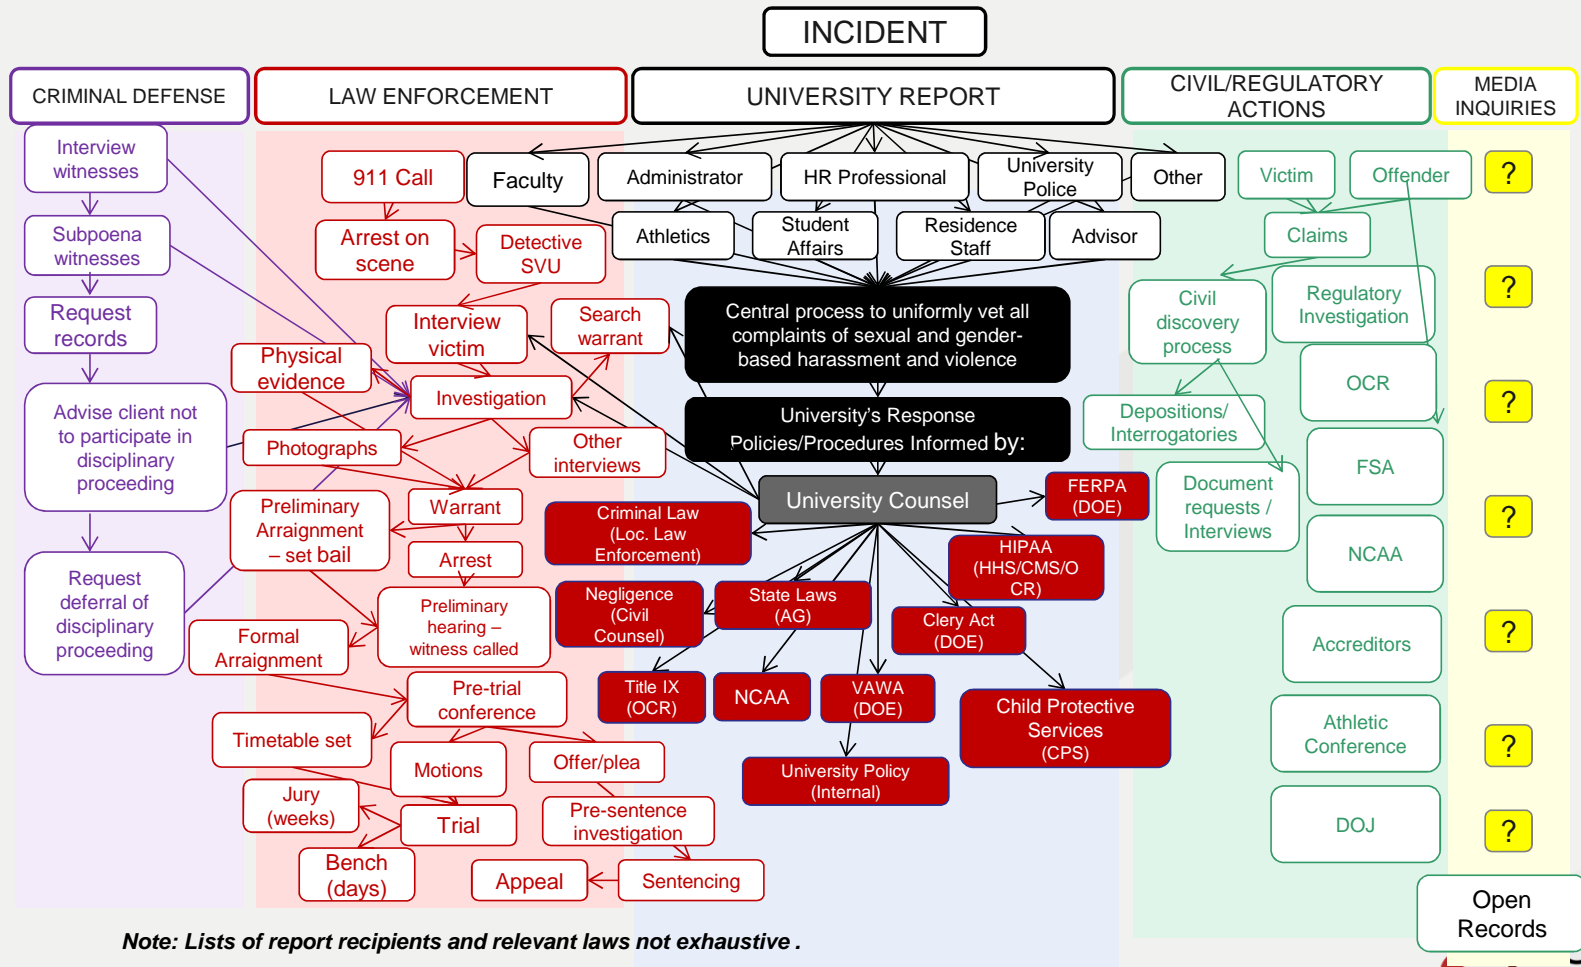 INCIDENT
CRIMINAL DEFENSE
LAW ENFORCEMENT
UNIVERSITY REPORT
CIVIL/REGULATORY
ACTIONS
MEDIA
INQUIRIES
Interview
witnesses
Subpoena
witnesses
Request
records
Advise client not
to participate in
disciplinary
proceeding
Request
deferral of
disciplinary
proceeding
911 Call
Arrest on
scene
Detective
SVU
Interview
victim
Search
warrant
Physical
evidence
Investigation
Photographs
Other
interviews
Warrant
Preliminary
Arraignment
– set bail
Arrest
Preliminary
hearing –
witness called
Formal
Arraignment
Pre-trial
conference
Timetable set
Motions
Offer/plea
Jury
(weeks)
Trial
Pre-sentence
investigation
Bench
(days)
Appeal
Sentencing
Faculty
Administrator
HR Professional
University
Police
Other
Athletics
Student
Affairs
Residence
Staff
Advisor
Central process to uniformly vet all
complaints of sexual and gender-
based harassment and violence
University's Response
Policies/Procedures Informed by:
University Counsel
FERPA
(DOE)
Criminal Law
(Loc. Law
Enforcement)
HIPAA
(HHS/CMS/O
CR)
Negligence
(Civil
Counsel)
State Laws
(AG)
Clery Act
(DOE)
Title IX
(OCR)
NCAA
VAWA
(DOE)
Child Protective
Services
(CPS)
University Policy
(Internal)
Victim
Offender
Claims
Civil
discovery
process
Regulatory
Investigation
OCR
Depositions/
Interrogatories
FSA
Document
requests /
Interviews
NCAA
Accreditors
Athletic
Conference
DOJ
?
?
?
?
?
?
?
Open
Records
Note: Lists of report recipients and relevant laws not exhaustive .